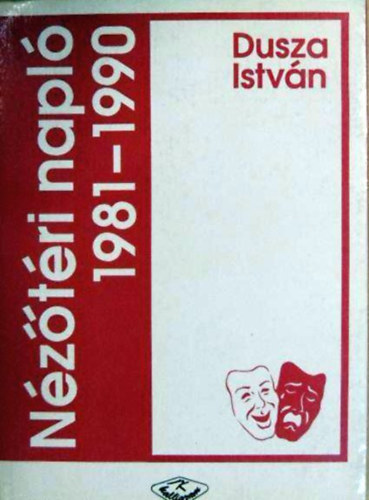 Nézőtéri napló
1981–1990
Dusza
István